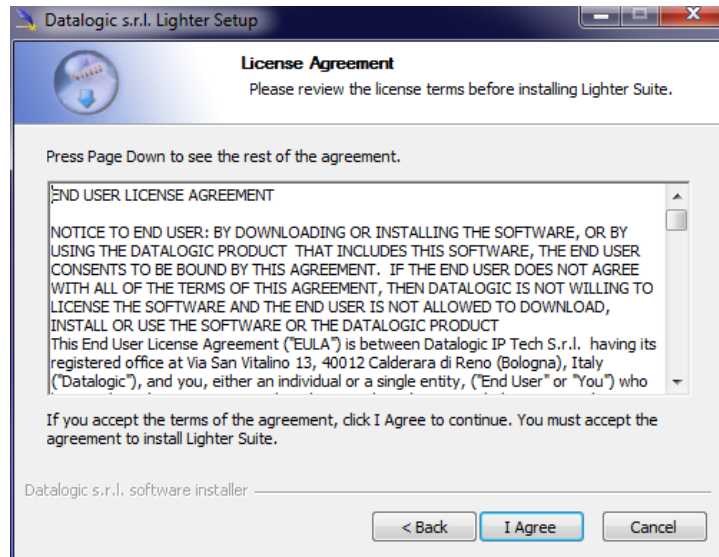 Datalogic s.r.l. Lighter Setup
License Agreement
Please review the license terms before installing Lighter Suite.
Press Page Down to see the rest of the agreement.
END USER LICENSE AGREEMENT
NOTICE TO END USER: BY DOWNLOADING OR INSTALLING THE SOFTWARE, OR BY
USING THE DATALOGIC PRODUCT  THAT INCLUDES THIS SOFTWARE, THE END USER
CONSENTS TO BE BOUND BY THIS AGREEMENT.  IF THE END USER DOES NOT AGREE
WITH ALL OF THE TERMS OF THIS AGREEMENT, THEN DATALOGIC IS NOT WILLING TO
LICENSE THE SOFTWARE AND THE END USER IS NOT ALLOWED TO DOWNLOAD,
INSTALL OR USE THE SOFTWARE OR THE DATALOGIC PRODUCT
This End User License Agreement ("EULA") is between Datalogic IP Tech S.r.l.  having its
registered office at Via San Vitalino 13, 40012 Calderara di Reno (Bologna), Italy
("Datalogic"), and you, either an individual or a single entity, ("End User" or "You") who
If you accept the terms of the agreement, click I Agree to continue. You must accept the
agreement to install Lighter Suite.
Datalogic s.r.l. software installer
< Back
I Agree
Cancel